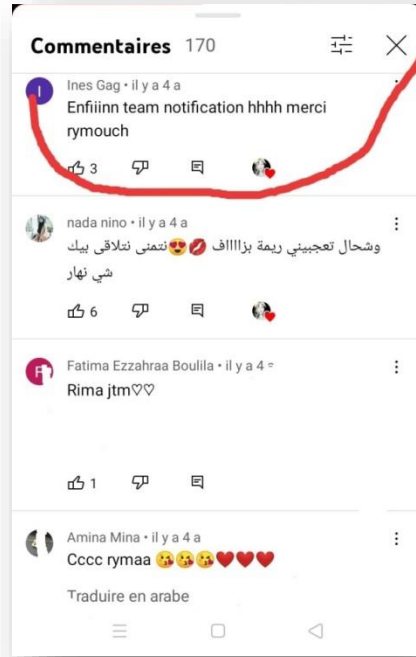 Commentaires 170
Ines Gag • il y a 4 a
Enfiiinn team notification hhhh merci
rymouch
3
nada nino • il y a 4 a
وشحال تعجبيني ريمة بزاااااف 💋😍نتمنى نتلاقى بيك
شي نهار
6
Fatima Ezzahraa Boulila • il y a 4
Rima jtm♡♡
1
Amina Mina • il y a 4 a
Cccc rymaa 😘😘😘❤️❤️❤️
Traduire en arabe